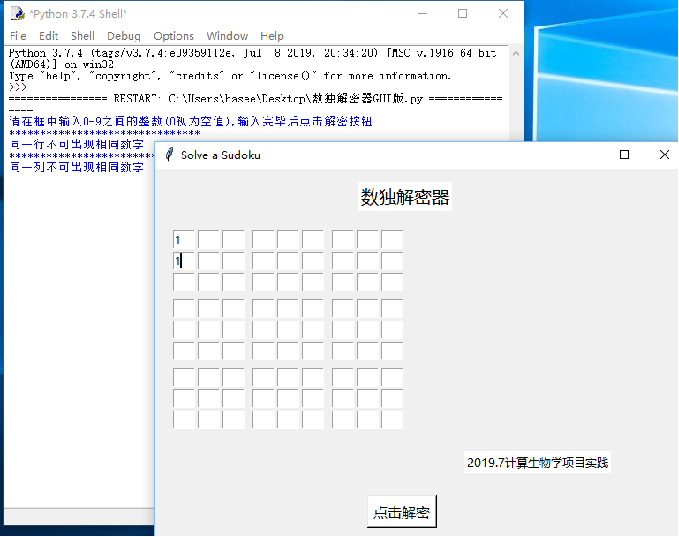 *Python 3.7.4 Shell*
File Edit Shell Debug Options Window Help
Python 3.7.4 (tags/v3.7.4:e09359112e, Jul 8 2019, 20:34:20) [MSC v.1916 64 bit
(AMD64)] on win32
Type "help", "copyright", "credits" or "license()" for more information.
>>>
================ RESTART: C:\Users\hasee\Desktop\数独解密器GUI版.py ============
====
请在框中输入0-9之间的整数(0视为空值),输入完毕后点击解密按钮
*******************************
同一行不可出现相同数字
同一列不可出现相同数字
Solve a Sudoku
数独解密器
1
1
2019.7计算生物学项目实践
点击解密